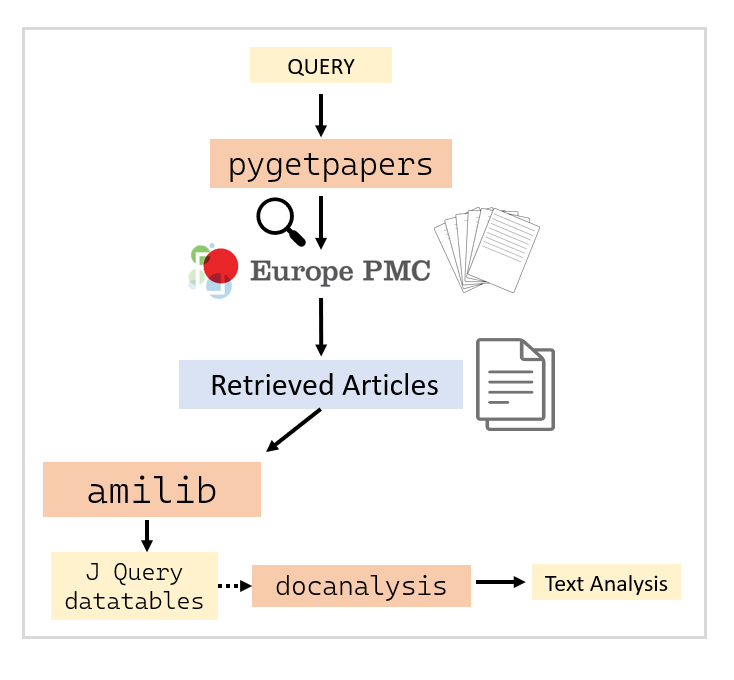 QUERY
pygetpapers
Europe PMC
Retrieved Articles
amilib
J Query
datatables
docanalysis
Text Analysis